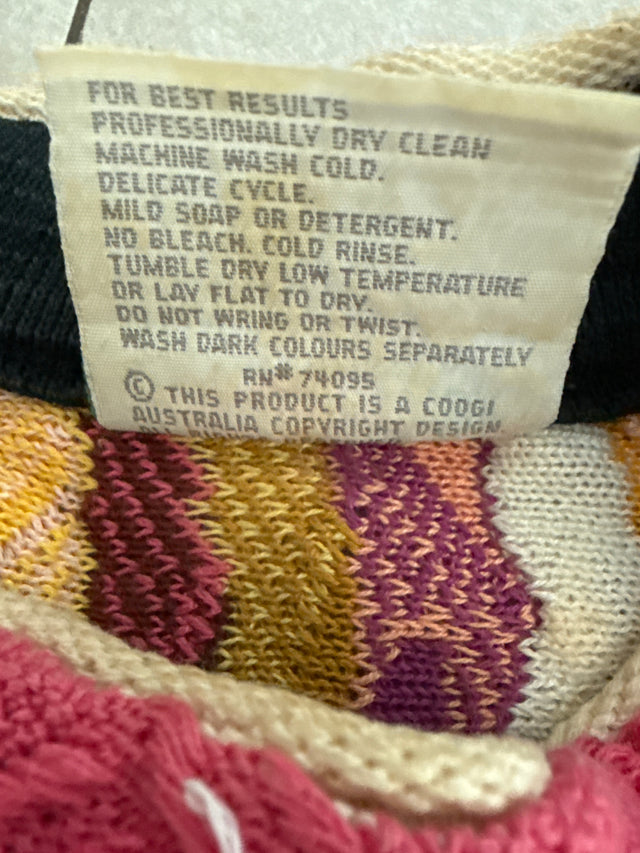 FOR BEST RESULTS
PROFESSIONALLY DRY CLEAN
MACHINE WASH COLD.
DELICATE CYCLE.
MILD SOAP OR DETERGENT.
NO BLEACH. COLD RINSE.
TUMBLE DRY LOW TEMPERATURE
OR LAY FLAT TO DRY.
DO NOT WRING OR TWIST.
WASH DARK COLOURS SEPARATELY
RN# 74095
© THIS PRODUCT IS A COOGI
AUSTRALIA COPYRIGHT DESIGN